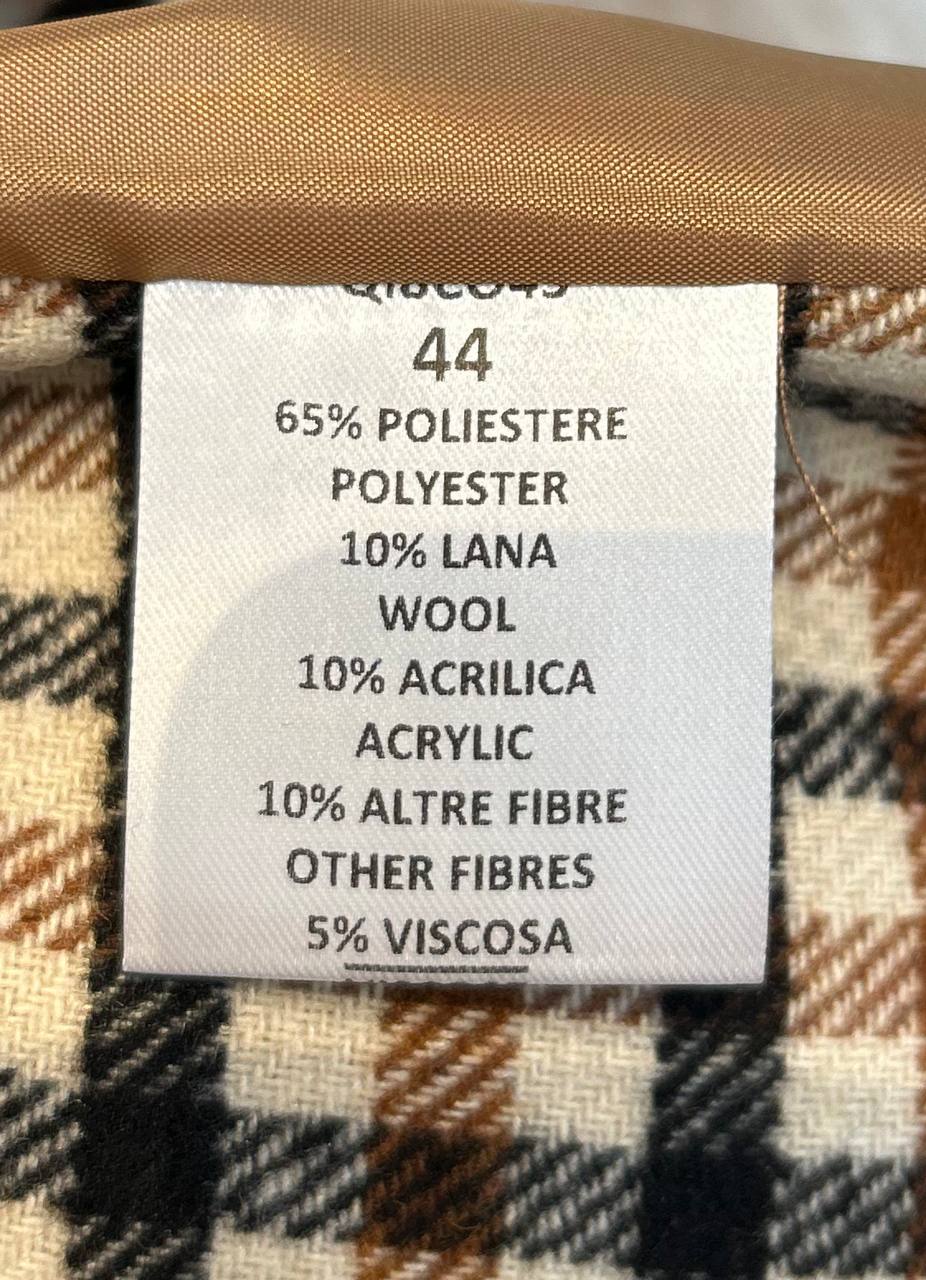 44
65% POLIESTERE
POLYESTER
10% LANA
WOOL
10% ACRILICA
ACRYLIC
10% ALTRE FIBRE
OTHER FIBRES
5% VISCOSA